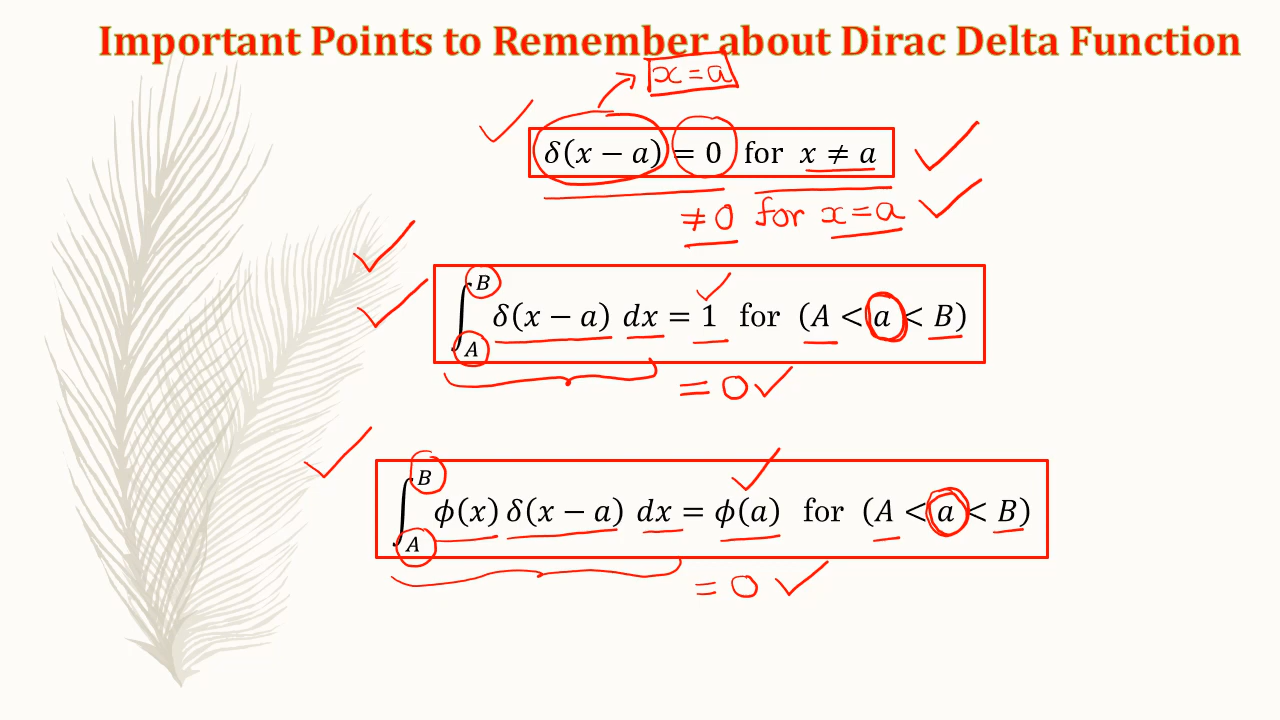 Important Points to Remember about Dirac Delta Function
x = a
δ(x − a) = 0 for x ≠ a
≠ 0 for x = a
∫_A^B δ(x − a) dx = 1 for (A < a < B)
= 0
∫_A^B ϕ(x) δ(x − a) dx = ϕ(a) for (A < a < B)
= 0